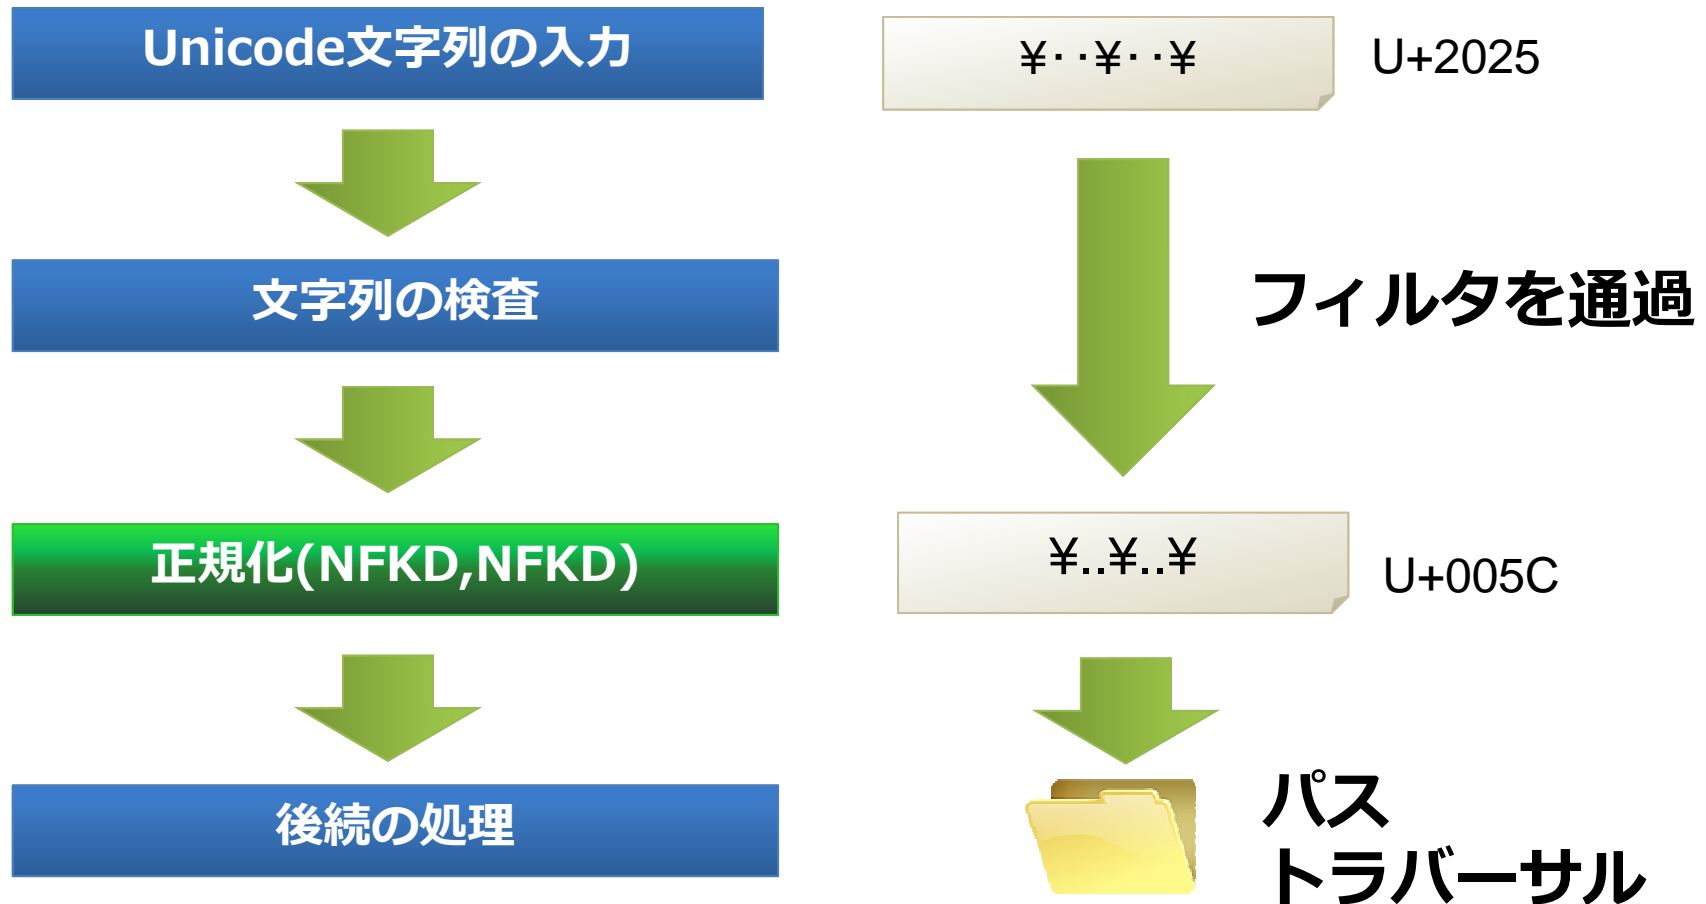 Unicode文字列の入力
¥‥¥‥¥
U+2025
文字列の検査
フィルタを通過
正規化(NFKD,NFKD)
¥..¥..¥
U+005C
後続の処理
パス
トラバーサル